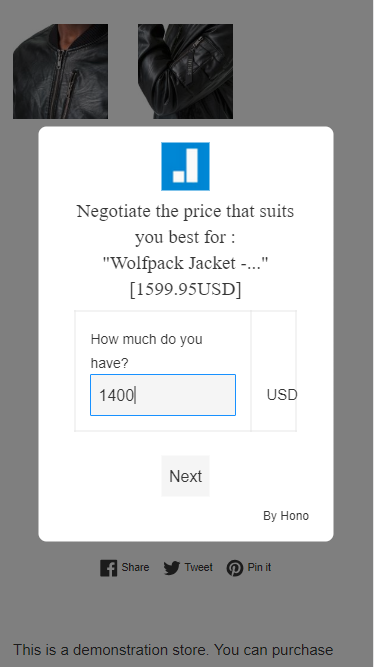 Negotiate the price that suits
you best for :
"Wolfpack Jacket -..."
[1599.95USD]
How much do you
have?
1400
USD
Next
By Hono
Share Tweet Pin it
This is a demonstration store. You can purchase